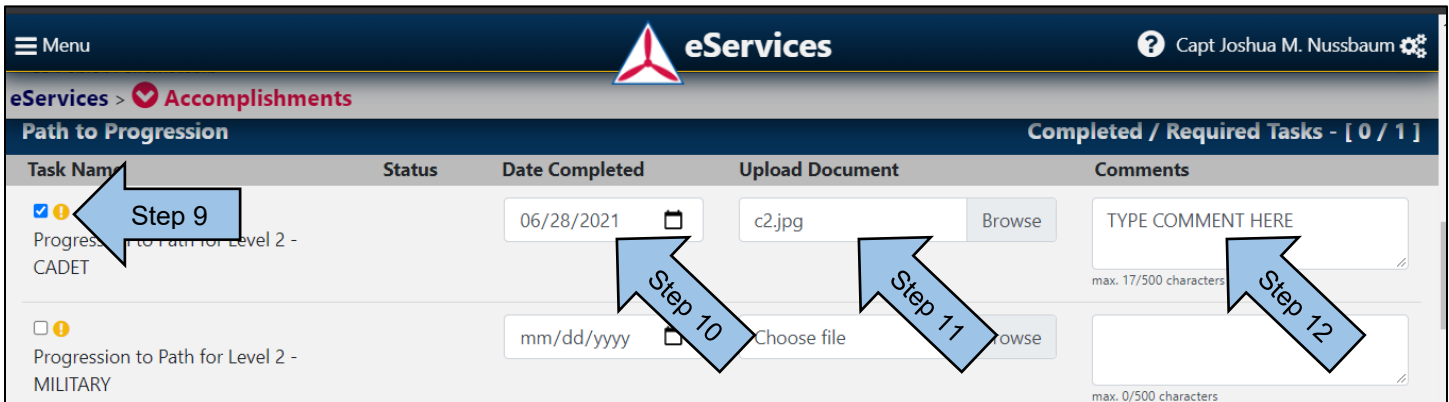 Menu
eServices
? Capt Joshua M. Nussbaum
eServices > Accomplishments
Path to Progression
Completed / Required Tasks - [ 0 / 1 ]
Task Name Status Date Completed Upload Document Comments
Step 9
06/28/2021
c2.jpg Browse
TYPE COMMENT HERE
Progression to Path for Level 2 -
CADET
max. 17/500 characters
Step 10
Step 11
Step 12
mm/dd/yyyy
Choose file Browse
Progression to Path for Level 2 -
MILITARY
max. 0/500 characters